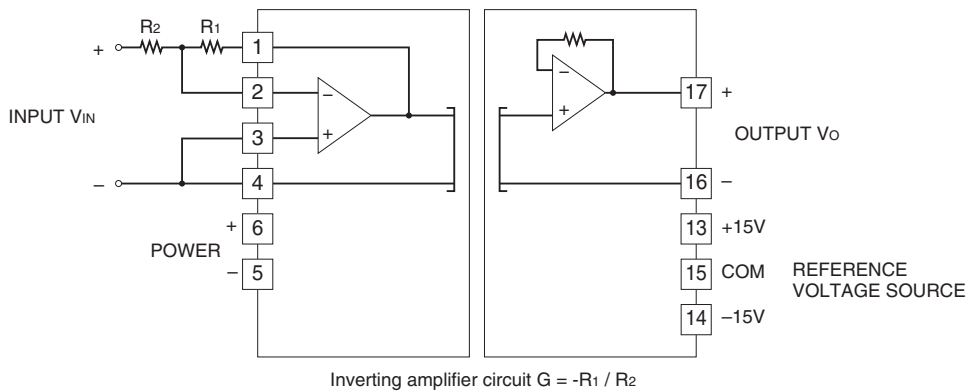 R2 R1
+ 1
2 −
INPUT VIN
3 +
− 4
+ 6
POWER
− 5
−
+
17 +
OUTPUT VO
16 −
13 +15V
15 COM REFERENCE
VOLTAGE SOURCE
14 –15V
Inverting amplifier circuit G = -R1 / R2